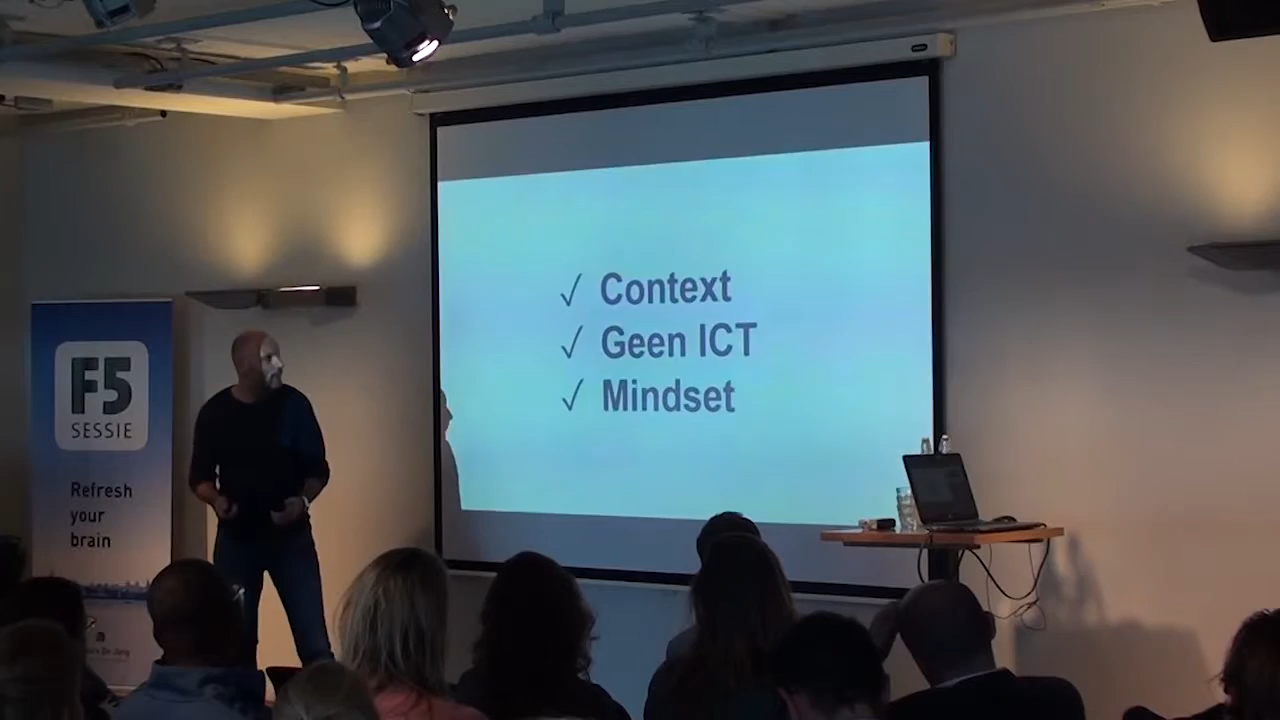 F5
SESSIE
Refresh
your
brain
✓ Context
✓ Geen ICT
✓ Mindset